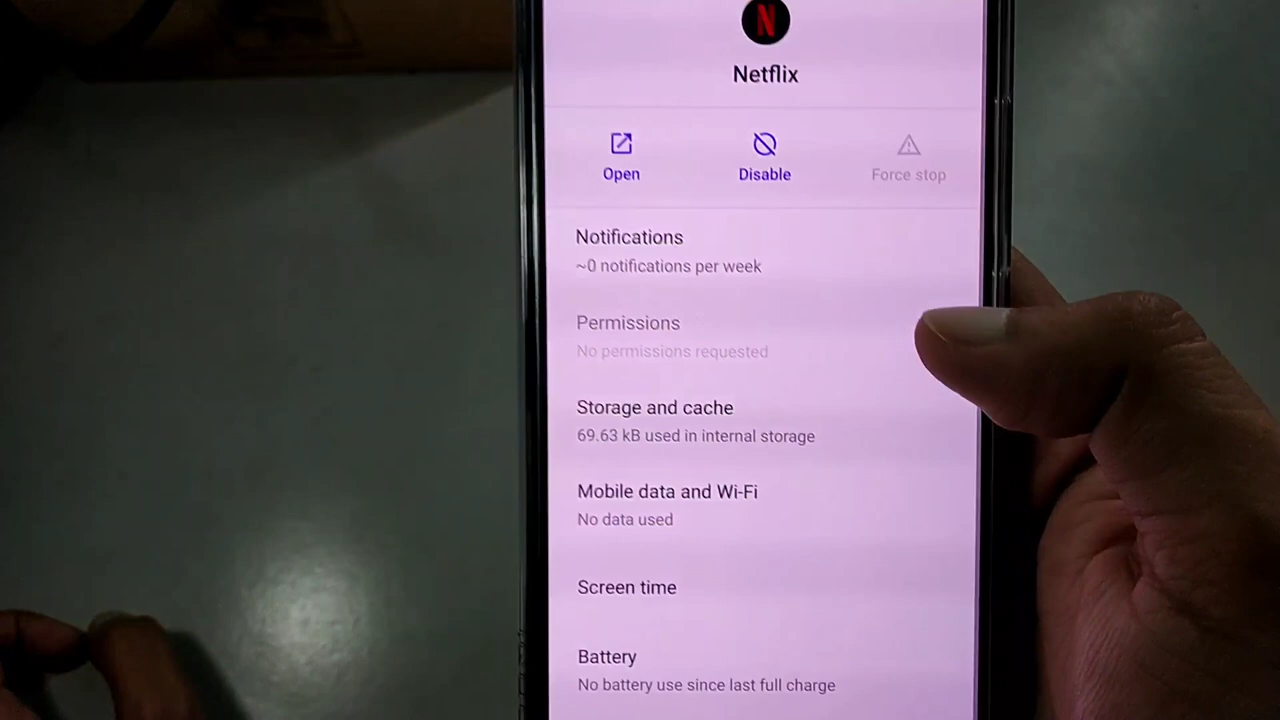 N
Netflix
Open
Disable
Force stop
Notifications
~0 notifications per week
Permissions
No permissions requested
Storage and cache
69.63 kB used in internal storage
Mobile data and Wi-Fi
No data used
Screen time
Battery
No battery use since last full charge